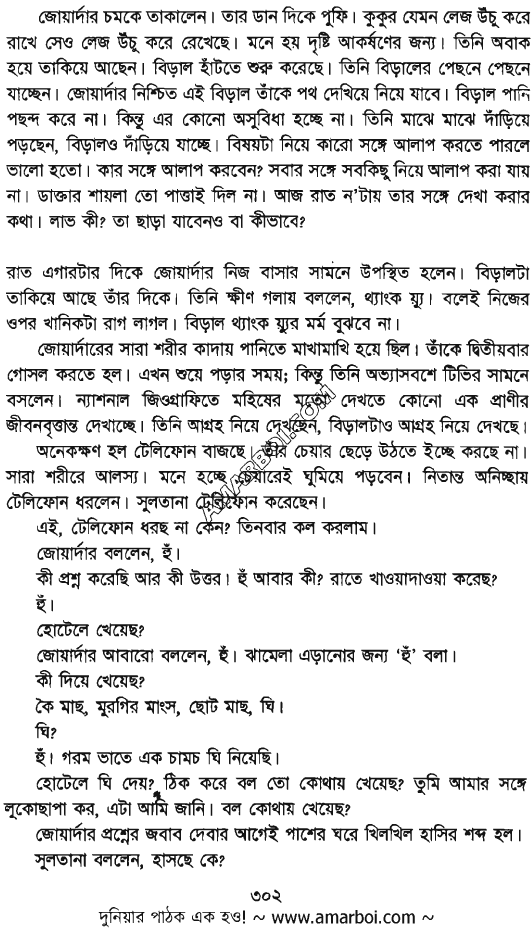 জোয়ার্দার চমকে তাকালেন। তার ডান দিকে পুফি। কুকুর যেমন লেজ উঁচু করে
রাখে সেও লেজ উঁচু করে রেখেছে। মনে হয় দৃষ্টি আকর্ষণের জন্য। তিনি অবাক
হয়ে তাকিয়ে আছেন। বিড়াল হাঁটতে শুরু করেছে। তিনি বিড়ালের পেছনে পেছনে
যাচ্ছেন। জোয়ার্দার নিশ্চিত এই বিড়াল তাঁকে পথ দেখিয়ে নিয়ে যাবে। বিড়াল পানি
পছন্দ করে না। কিন্তু এর কোনো অসুবিধা হচ্ছে না। তিনি মাঝে মাঝে দাঁড়িয়ে
পড়ছেন, বিড়ালও দাঁড়িয়ে যাচ্ছে। বিষয়টা নিয়ে কারো সঙ্গে আলাপ করতে পারলে
ভালো হতো। কার সঙ্গে আলাপ করবেন? সবার সঙ্গে সবকিছু নিয়ে আলাপ করা যায়
না। ডাক্তার শায়লা তো পাত্তাই দিল না। আজ রাত ন’টায় তার সঙ্গে দেখা করার
কথা। লাভ কী? তা ছাড়া যাবেনও বা কীভাবে?
রাত এগারটার দিকে জোয়ার্দার নিজ বাসার সামনে উপস্থিত হলেন। বিড়ালটা
তাকিয়ে আছে তাঁর দিকে। তিনি ক্ষীণ গলায় বললেন, থ্যাংক য়্যু। বলেই নিজের
ওপর খানিকটা রাগ লাগল। বিড়াল থ্যাংক য়্যুর মর্ম বুঝবে না।
জোয়ার্দারের সারা শরীর কাদায় পানিতে মাখামাখি হয়ে ছিল। তাঁকে দ্বিতীয়বার
গোসল করতে হল। এখন শুয়ে পড়ার সময়; কিন্তু তিনি অভ্যাসবশে টিভির সামনে
বসলেন। ন্যাশনাল জিওগ্রাফিতে মহিষের মতো দেখতে কোনো এক প্রাণীর
জীবনবৃত্তান্ত দেখাচ্ছে। তিনি আগ্রহ নিয়ে দেখছেন, বিড়ালটাও আগ্রহ নিয়ে দেখছে।
অনেকক্ষণ হল টেলিফোন বাজছে। তাঁর চেয়ার ছেড়ে উঠতে ইচ্ছে করছে না।
সারা শরীরে আলস্য। মনে হচ্ছে চেয়ারেই ঘুমিয়ে পড়বেন। নিতান্ত অনিচ্ছায়
টেলিফোন ধরলেন। সুলতানা টেলিফোন করেছেন।
এই, টেলিফোন ধরছ না কেন? তিনবার কল করলাম।
জোয়ার্দার বললেন, হুঁ।
কী প্রশ্ন করেছি আর কী উত্তর। হুঁ আবার কী? রাতে খাওয়াদাওয়া করেছ?
হুঁ।
হোটেলে খেয়েছ?
জোয়ার্দার আবারো বললেন, হুঁ। ঝামেলা এড়ানোর জন্য ‘হুঁ’ বলা।
কী দিয়ে খেয়েছ?
কৈ মাছ, মুরগির মাংস, ছোট মাছ, ঘি।
ঘি?
হুঁ। গরম ভাতে এক চামচ ঘি নিয়েছি।
হোটেলে ঘি দেয়? ঠিক করে বল তো কোথায় খেয়েছ? তুমি আমার সঙ্গে
লুকোছাপা কর, এটা আমি জানি। বল কোথায় খেয়েছ?
জোয়ার্দার প্রশ্নের জবাব দেবার আগেই পাশের ঘরে খিলখিল হাসির শব্দ হল।
সুলতানা বললেন, হাসছে কে?
৩০২
দুনিয়ার পাঠক এক হও! ~ www.amarboi.com ~
AMARBOI.COM